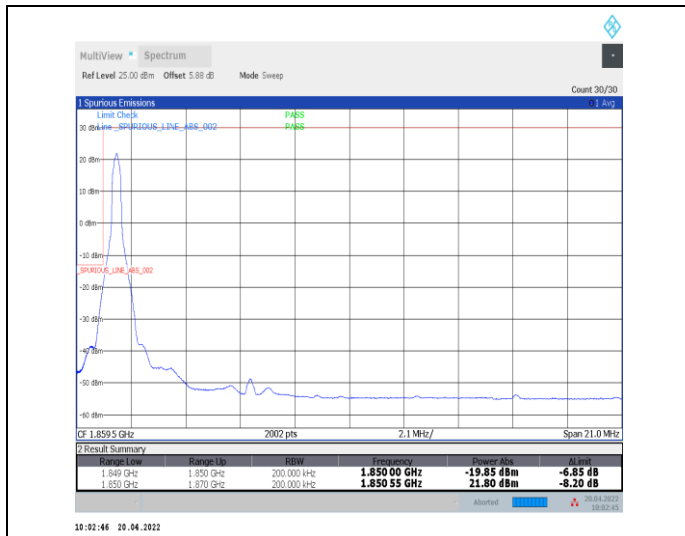 MultiView Spectrum
Ref Level 25.00 dBm Offset 5.88 dB Mode Sweep
Count 30/30
1 Spurious Emissions 1 Avg
Limit Check PASS
30 dBm Line _SPURIOUS_LINE_ABS_002 PASS
20 dBm
10 dBm
0 dBm
-10 dBm
_SPURIOUS_LINE_ABS_002
-20 dBm
-30 dBm
-40 dBm
-50 dBm
-60 dBm
CF 1.8595 GHz 2002 pts 2.1 MHz/ Span 21.0 MHz
2 Result Summary
Range Low Range Up RBW Frequency Power Abs ΔLimit
1.849 GHz 1.850 GHz 200.000 kHz 1.850 00 GHz -19.85 dBm -6.85 dB
1.850 GHz 1.870 GHz 200.000 kHz 1.850 55 GHz 21.80 dBm -8.20 dB
Aborted 20.04.2022
10:02:45
10:02:46 20.04.2022